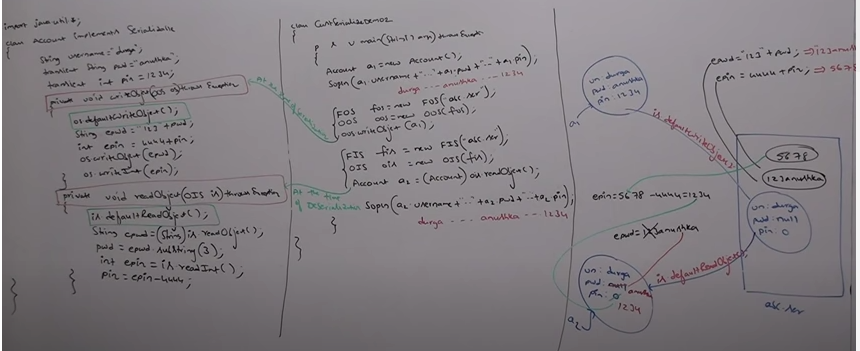 import java.util.*;
class Account implements Serializable
{
String username="durga";
transient String pwd="anushka";
transient int pin=1234;
private void writeObject(OOS os) throws Exception
{
os.defaultWriteObject();
String epwd="123"+pwd;
int epin=4444+pin;
os.writeObject(epwd);
os.writeInt(epin);
}
private void readObject(OIS is) throws Exception
{
is.defaultReadObject();
String epwd=(String)is.readObject();
pwd=epwd.substring(3);
int epin=is.readInt();
pin=epin-4444;
}
}
At the time of Serialization
At the time
of DeSerialization
class CustSerializeDemo2
{
p s v main(String[] args) throws Exception
{
Account a1=new Account();
Sopln(a1.username+"..."+a1.pwd+"..."+a1.pin);
durga ... anushka ... 1234
FOS fos=new FOS("abc.ser");
OOS oos=new OOS(fos);
oos.writeObject(a1);
FIS fis=new FIS("abc.ser");
OIS ois=new OIS(fis);
Account a2=(Account)ois.readObject();
Sopln(a2.username+"..."+a2.pwd+"..."+a2.pin);
durga ... anushka ... 1234
}
}
un: durga
pwd: anushka
pin: 1234
a1
is defaultWriteObject
epwd="123"+pwd; ⇒123anushka
epin=4444+pin; ⇒5678
5678
123anushka
un: durga
pwd: null
pin: 0
abc.ser
epin=5678-4444=1234
epwd=123anushka
is defaultReadObject
un: durga
pwd: null anushka
pin: 0
1234
a2